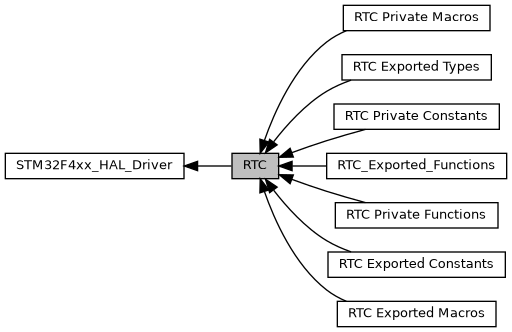 RTC Private Macros
RTC Exported Types
RTC Private Constants
STM32F4xx_HAL_Driver
RTC
RTC_Exported_Functions
RTC Private Functions
RTC Exported Constants
RTC Exported Macros